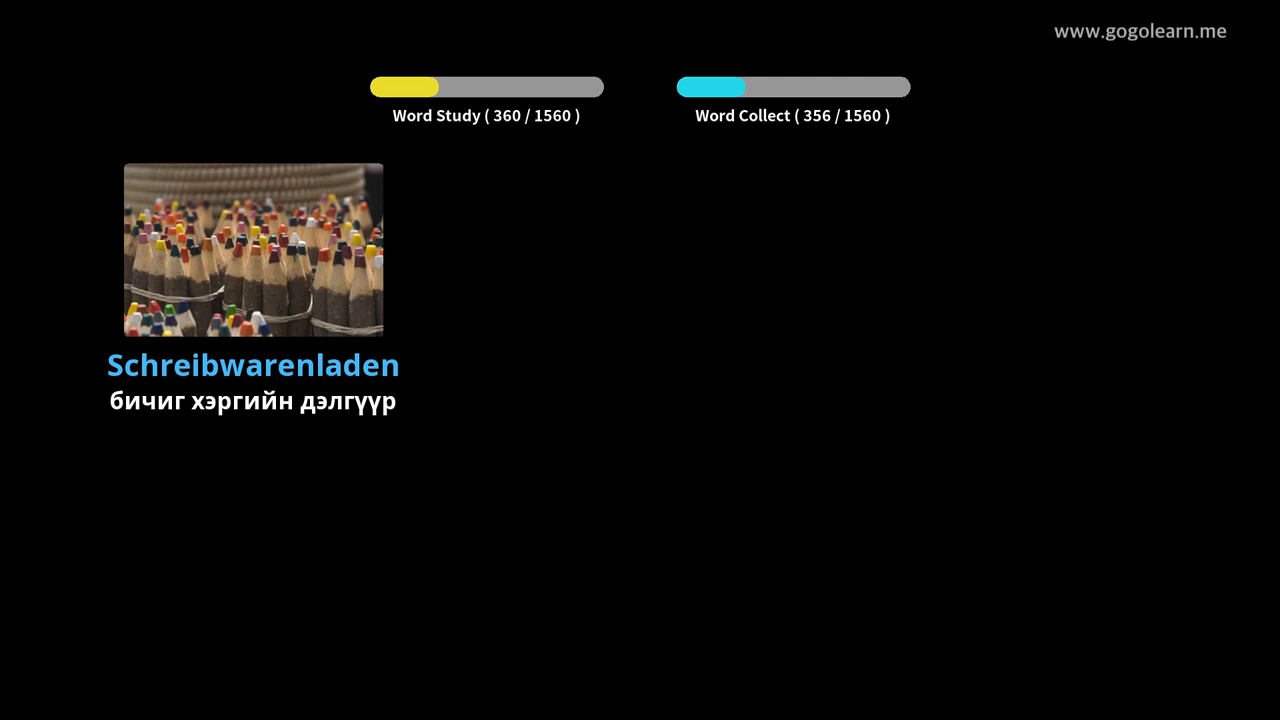 www.gogolearn.me
Word Study ( 360 / 1560 )
Word Collect ( 356 / 1560 )
Schreibwarenladen
бичиг хэргийн дэлгүүр